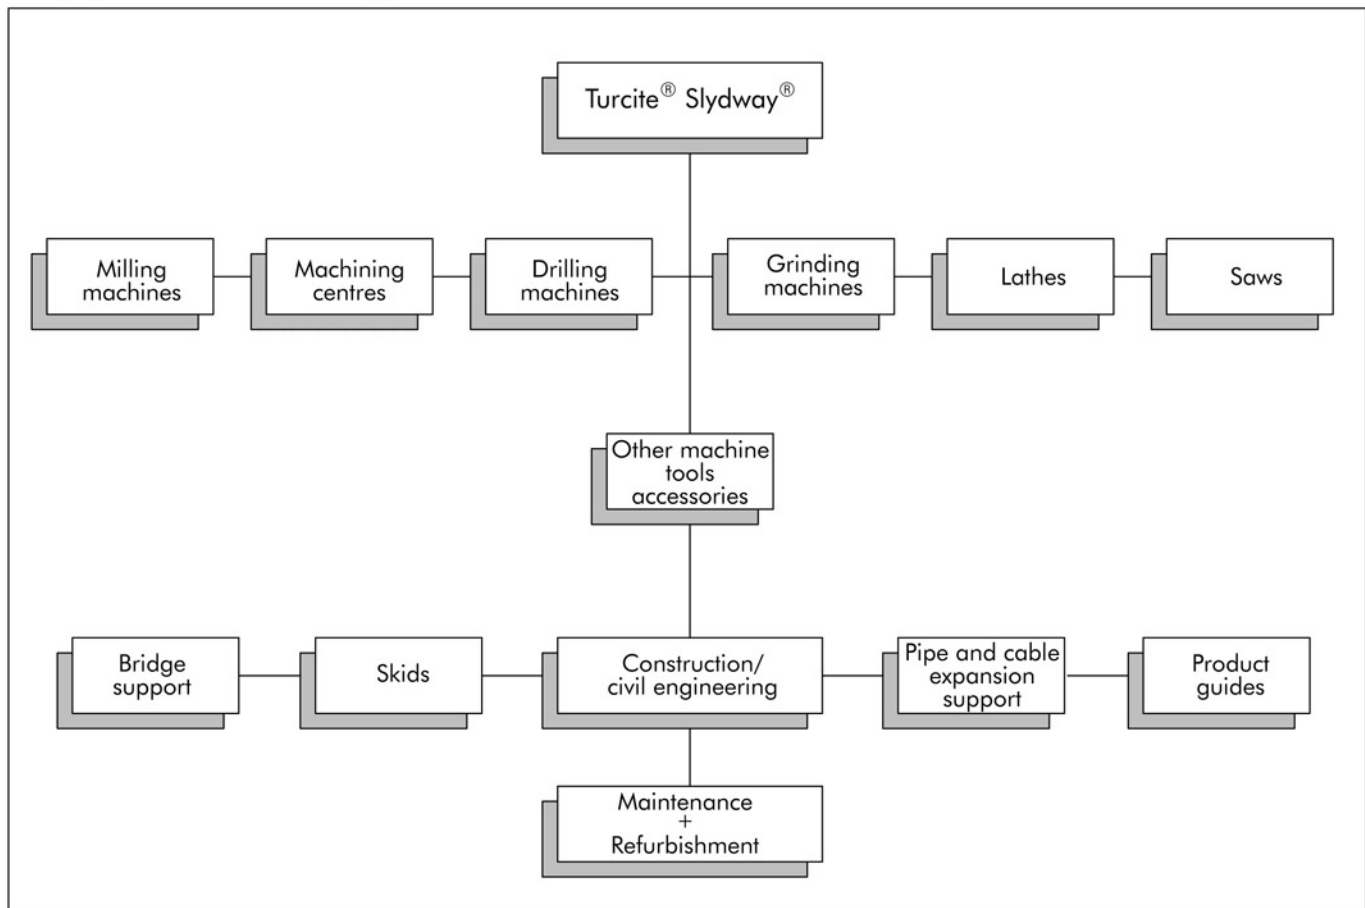 Turcite® Slydway®
Milling
machines
Machining
centres
Drilling
machines
Grinding
machines
Lathes
Saws
Other machine
tools
accessories
Bridge
support
Skids
Construction/
civil engineering
Pipe and cable
expansion
support
Product
guides
Maintenance
+
Refurbishment